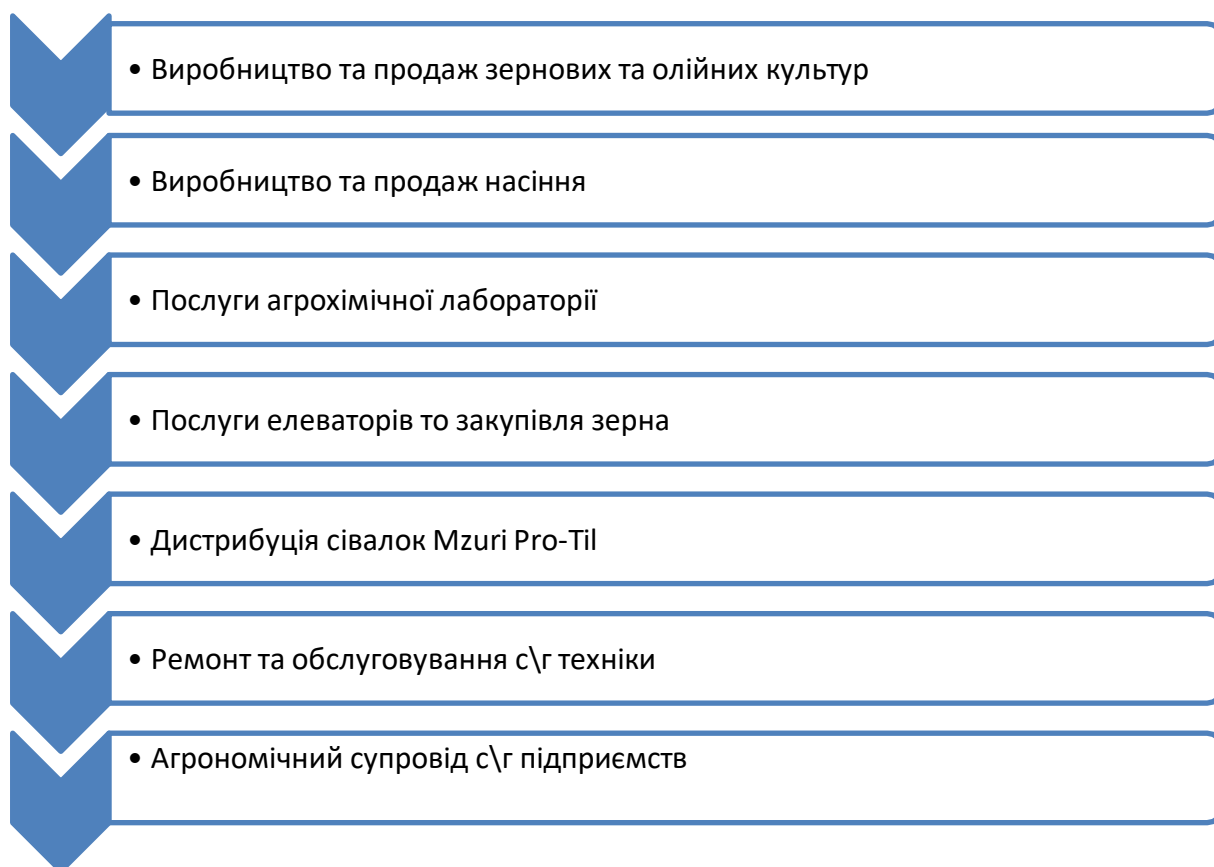 • Виробництво та продаж зернових та олійних культур
• Виробництво та продаж насіння
• Послуги агрохімічної лабораторії
• Послуги елеваторів то закупівля зерна
• Дистрибуція сівалок Mzuri Pro-Til
• Ремонт та обслуговування с\г техніки
• Агрономічний супровід с\г підприємств